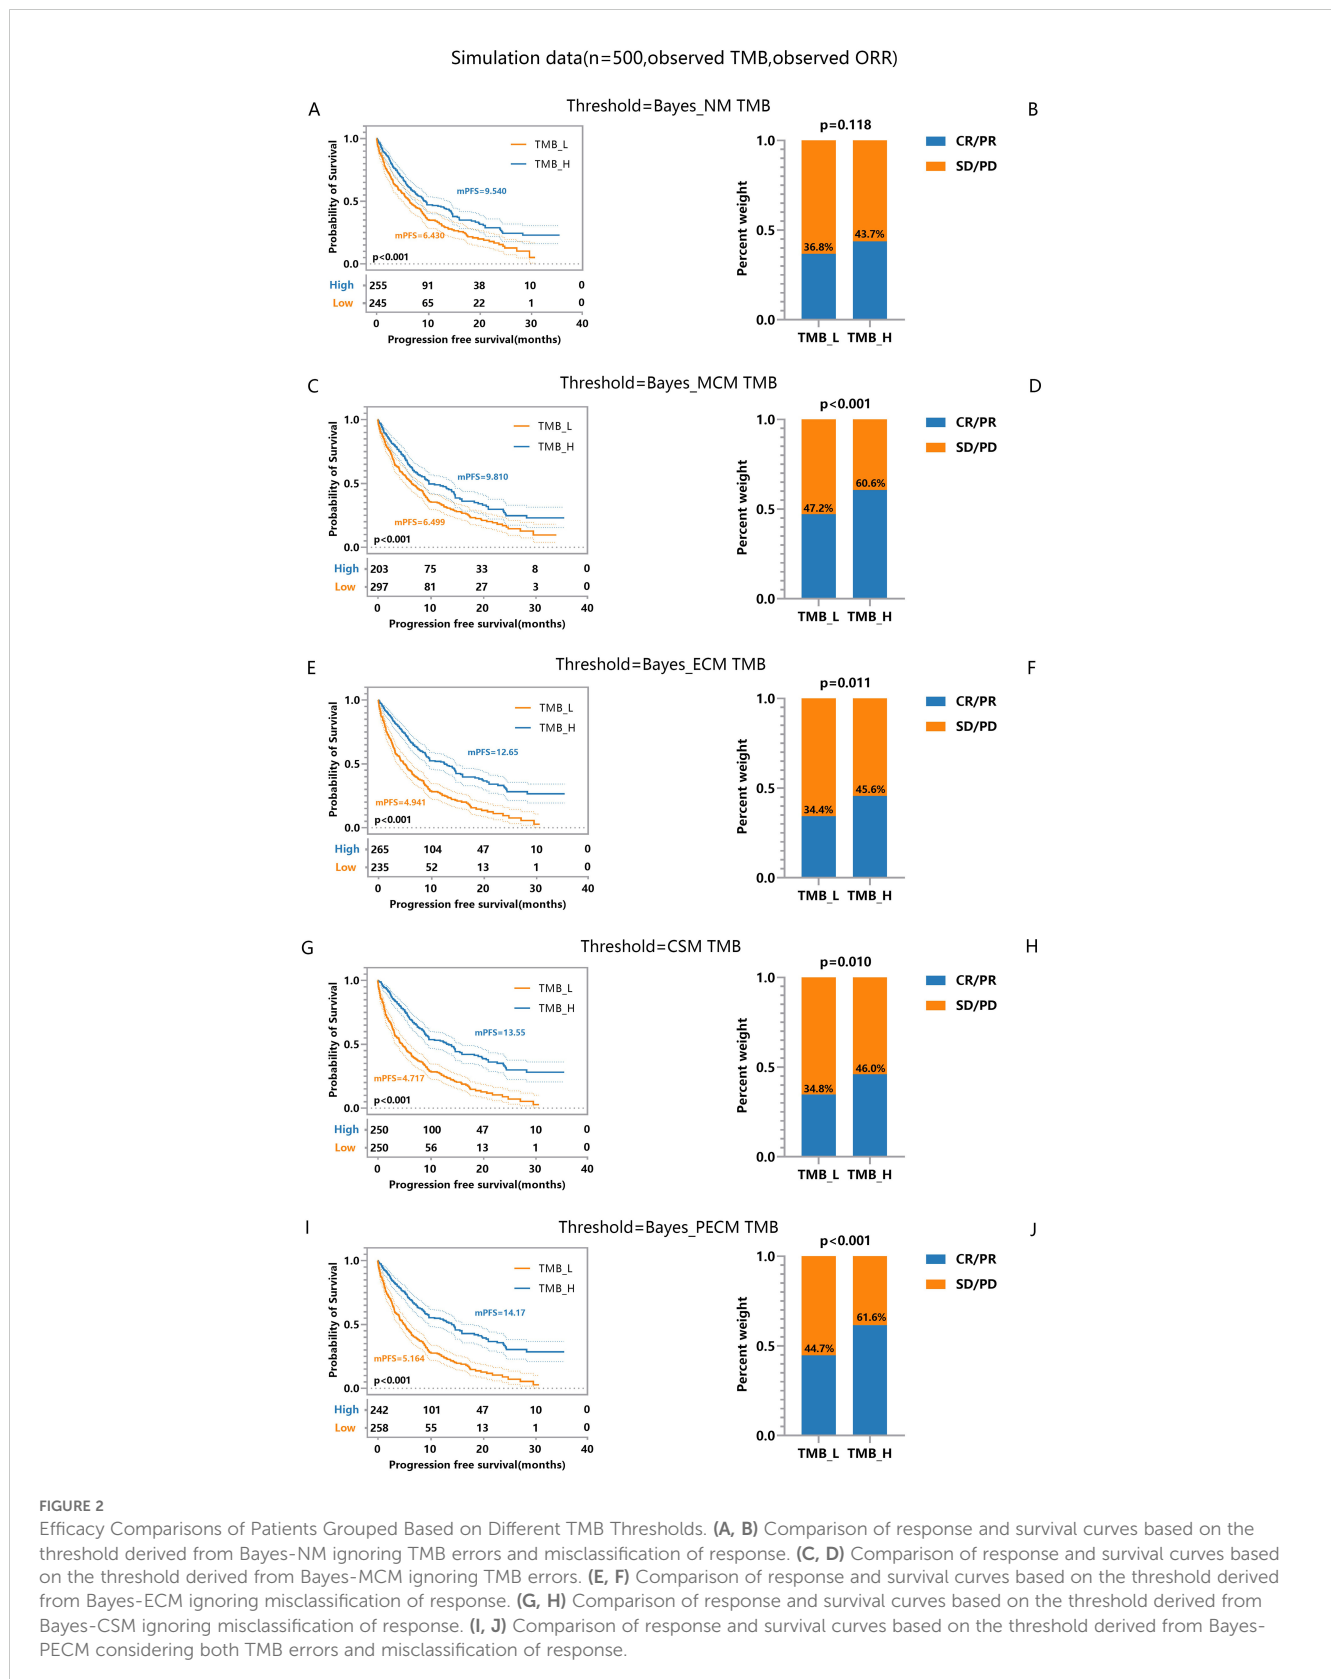 Simulation data(n=500,observed TMB,observed ORR)
A
Threshold=Bayes_NM TMB
B
Probability of Survival
1.0
0.5
0.0
TMB_L
TMB_H
mPFS=9.540
mPFS=6.430
p<0.001
High 255 91 38 10 0
Low 245 65 22 1 0
0 10 20 30 40
Progression free survival(months)
p=0.118
Percent weight
1.0
0.5
0.0
36.8%
43.7%
TMB_L TMB_H
CR/PR
SD/PD
C
Threshold=Bayes_MCM TMB
D
Probability of Survival
1.0
0.5
0.0
TMB_L
TMB_H
mPFS=9.810
mPFS=6.499
p<0.001
High 203 75 33 8 0
Low 297 81 27 3 0
0 10 20 30 40
Progression free survival(months)
p<0.001
Percent weight
1.0
0.5
0.0
47.2%
60.6%
TMB_L TMB_H
CR/PR
SD/PD
E
Threshold=Bayes_ECM TMB
F
Probability of Survival
1.0
0.5
0.0
TMB_L
TMB_H
mPFS=12.65
mPFS=4.941
p<0.001
High 265 104 47 10 0
Low 235 52 13 1 0
0 10 20 30 40
Progression free survival(months)
p=0.011
Percent weight
1.0
0.5
0.0
34.4%
45.6%
TMB_L TMB_H
CR/PR
SD/PD
G
Threshold=CSM TMB
H
Probability of Survival
1.0
0.5
0.0
TMB_L
TMB_H
mPFS=13.55
mPFS=4.717
p<0.001
High 250 100 47 10 0
Low 250 56 13 1 0
0 10 20 30 40
Progression free survival(months)
p=0.010
Percent weight
1.0
0.5
0.0
34.8%
46.0%
TMB_L TMB_H
CR/PR
SD/PD
I
Threshold=Bayes_PECM TMB
J
Probability of Survival
1.0
0.5
0.0
TMB_L
TMB_H
mPFS=14.17
mPFS=5.164
p<0.001
High 242 101 47 10 0
Low 258 55 13 1 0
0 10 20 30 40
Progression free survival(months)
p<0.001
Percent weight
1.0
0.5
0.0
44.7%
61.6%
TMB_L TMB_H
CR/PR
SD/PD
FIGURE 2
Efficacy Comparisons of Patients Grouped Based on Different TMB Thresholds. (A, B) Comparison of response and survival curves based on the
threshold derived from Bayes-NM ignoring TMB errors and misclassification of response. (C, D) Comparison of response and survival curves based
on the threshold derived from Bayes-MCM ignoring TMB errors. (E, F) Comparison of response and survival curves based on the threshold derived
from Bayes-ECM ignoring misclassification of response. (G, H) Comparison of response and survival curves based on the threshold derived from
Bayes-CSM ignoring misclassification of response. (I, J) Comparison of response and survival curves based on the threshold derived from Bayes-
PECM considering both TMB errors and misclassification of response.